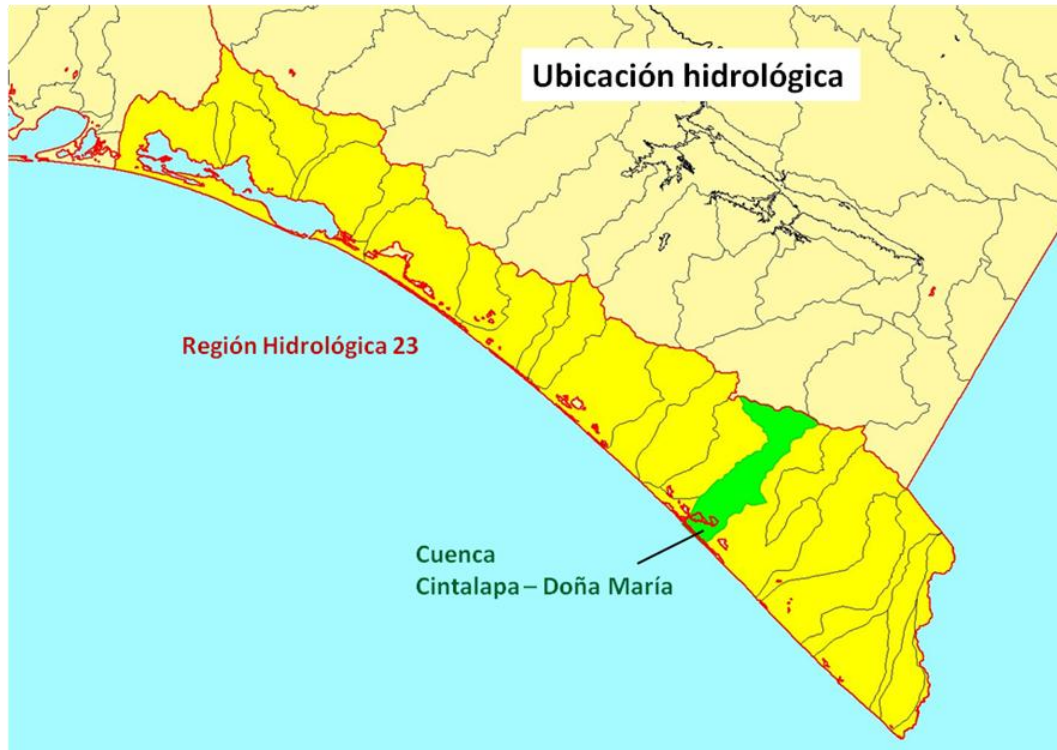 Ubicación hidrológica
Región Hidrológica 23
Cuenca
Cintalapa – Doña María